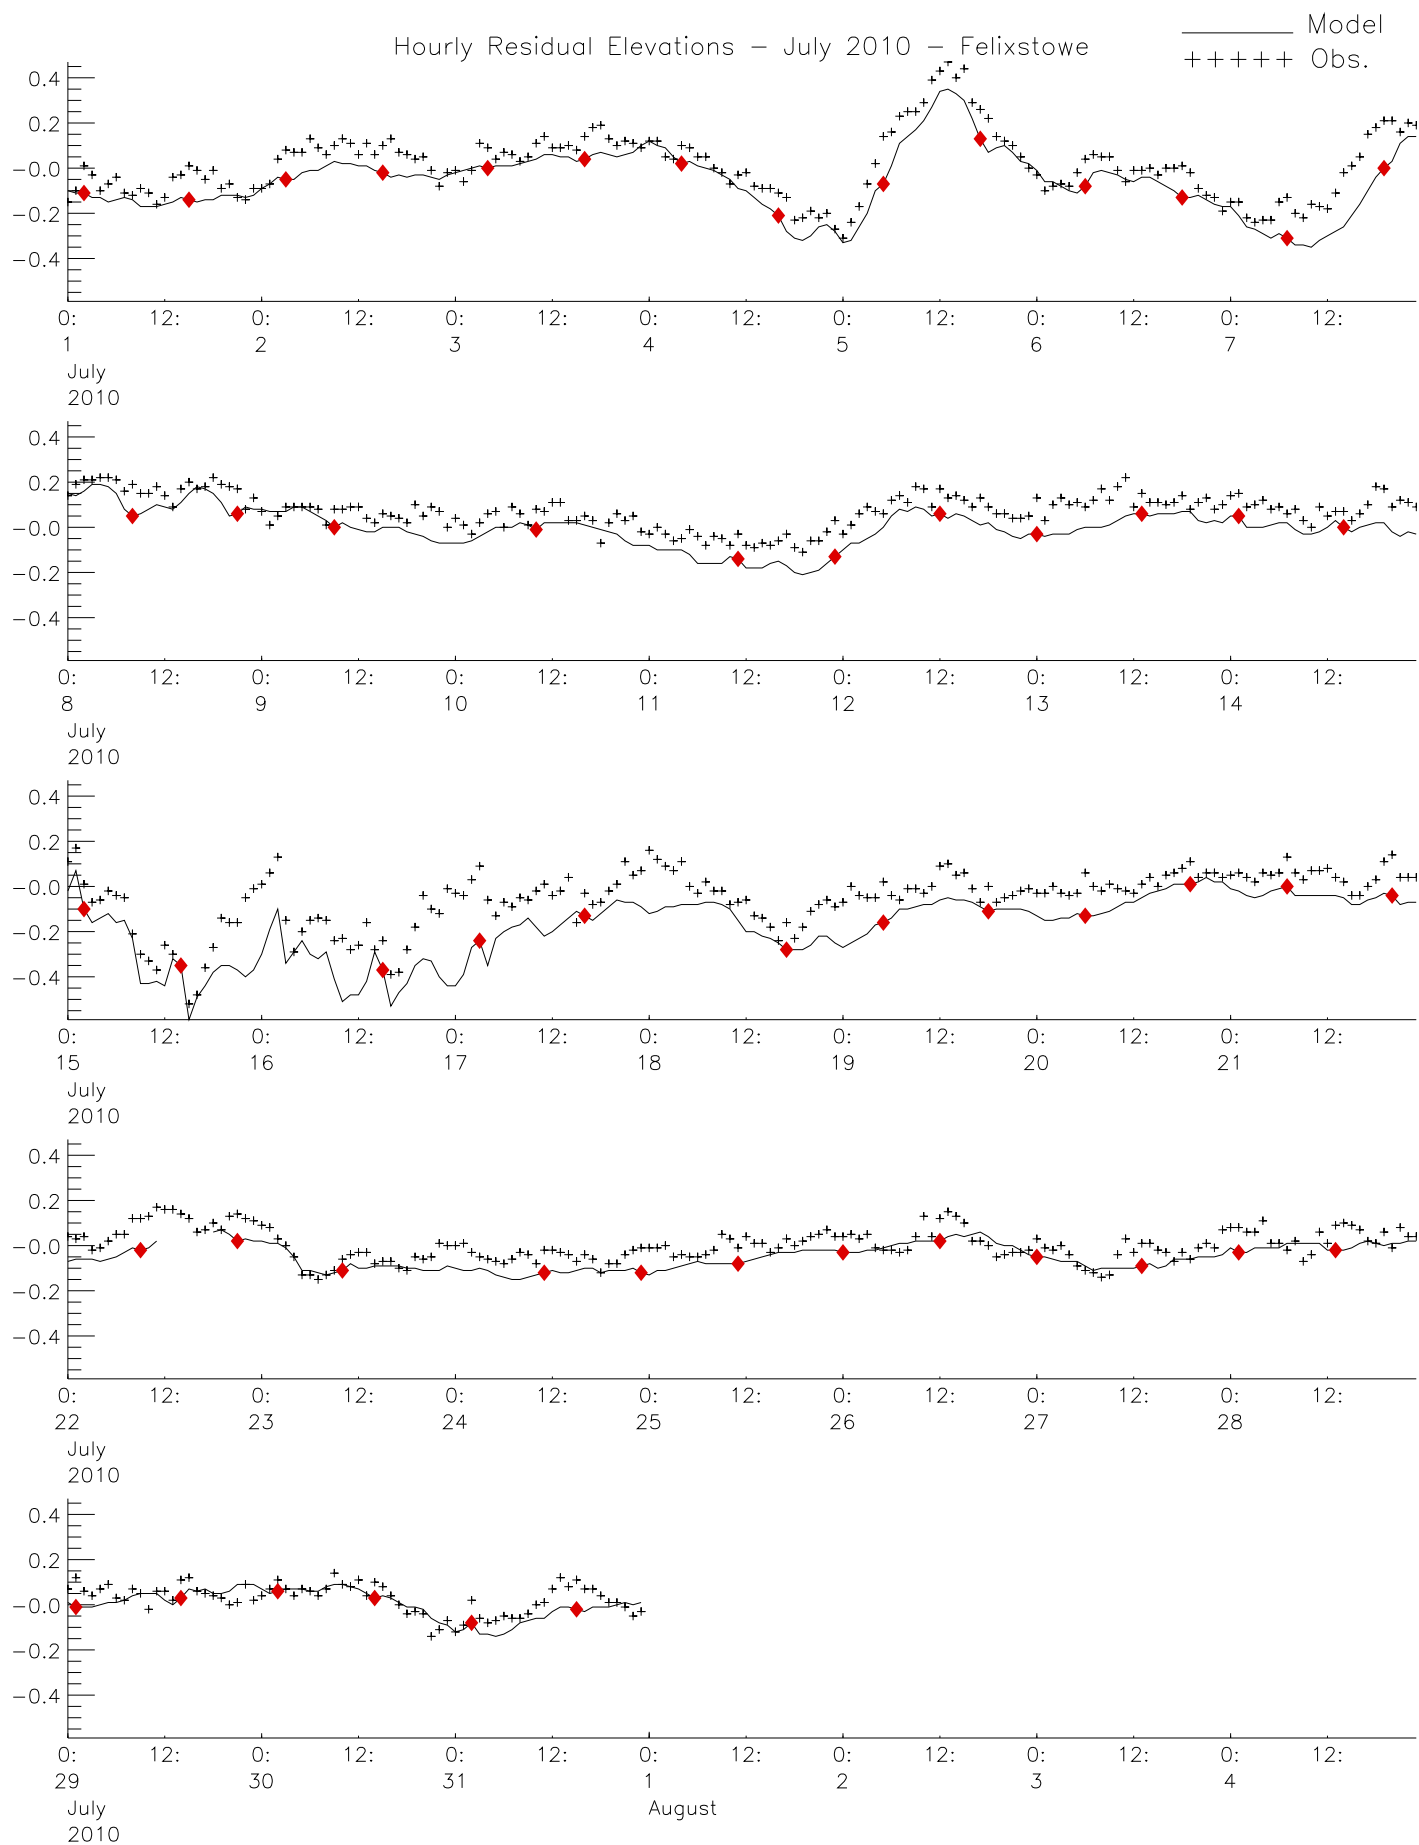 Hourly Residual Elevations – July 2010 – Felixstowe
Model
+++++ Obs.
0.4
0.2
−0.0
−0.2
−0.4
0: 12: 0: 12: 0: 12: 0: 12: 0: 12: 0: 12: 0: 12:
1 2 3 4 5 6 7
July
2010
0.4
0.2
−0.0
−0.2
−0.4
0: 12: 0: 12: 0: 12: 0: 12: 0: 12: 0: 12: 0: 12:
8 9 10 11 12 13 14
July
2010
0.4
0.2
−0.0
−0.2
−0.4
0: 12: 0: 12: 0: 12: 0: 12: 0: 12: 0: 12: 0: 12:
15 16 17 18 19 20 21
July
2010
0.4
0.2
−0.0
−0.2
−0.4
0: 12: 0: 12: 0: 12: 0: 12: 0: 12: 0: 12: 0: 12:
22 23 24 25 26 27 28
July
2010
0.4
0.2
−0.0
−0.2
−0.4
0: 12: 0: 12: 0: 12: 0: 12: 0: 12: 0: 12: 0: 12:
29 30 31 1 2 3 4
July August
2010